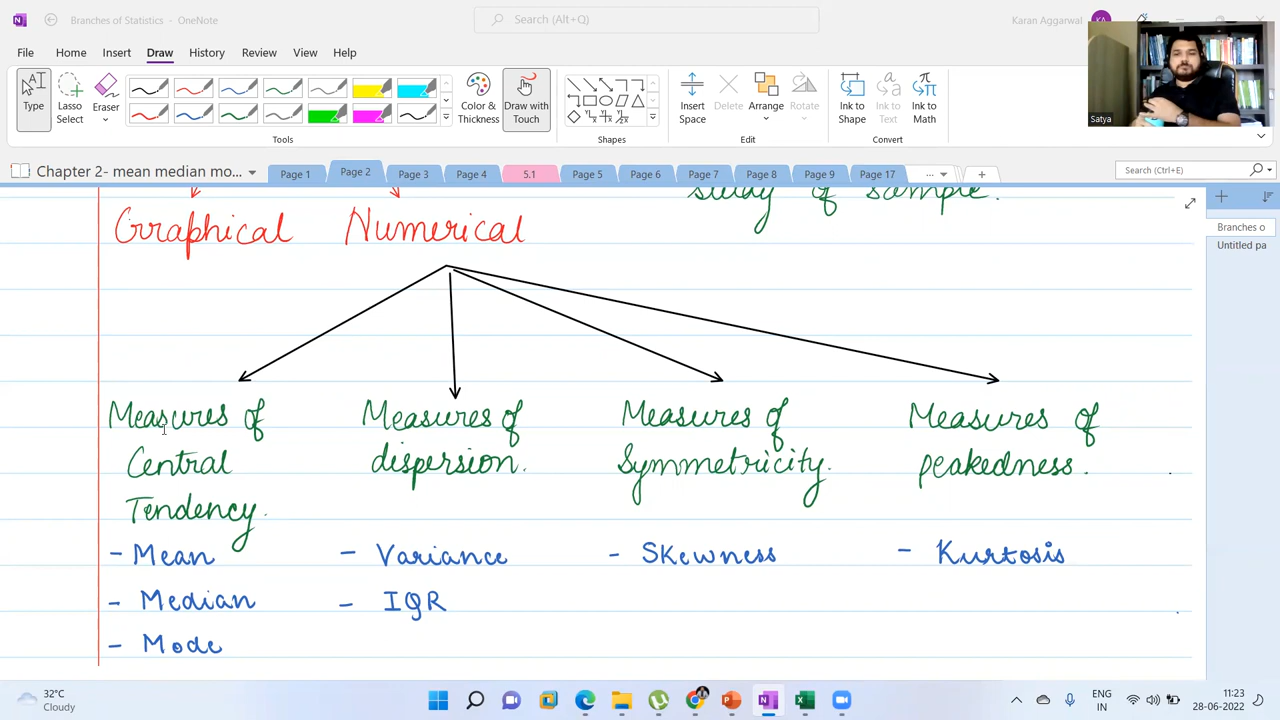 Branches of Statistics - OneNote
Search (Alt+Q)
Karan Aggarwal
KA
File Home Insert Draw History Review View Help
Type
Lasso Select
Eraser
Color & Thickness
Draw with Touch
Insert Space
Delete
Arrange
Rotate
Ink to Shape
Ink to Text
Ink to Math
Tools
Shapes
Edit
Convert
Satya
Chapter 2- mean median mo...
Page 1 Page 2 Page 3 Page 4 5.1 Page 5 Page 6 Page 7 Page 8 Page 9 Page 17 ...
Search (Ctrl+E)
Branches o
Untitled pa
study of sample.
Graphical Numerical
Measures of Central Tendency.
- Mean
- Median
- Mode
Measures of dispersion.
- Variance
- IQR
Measures of Symmetricity.
- Skewness
Measures of peakedness.
- Kurtosis
32°C
Cloudy
ENG
IN
11:23
28-06-2022